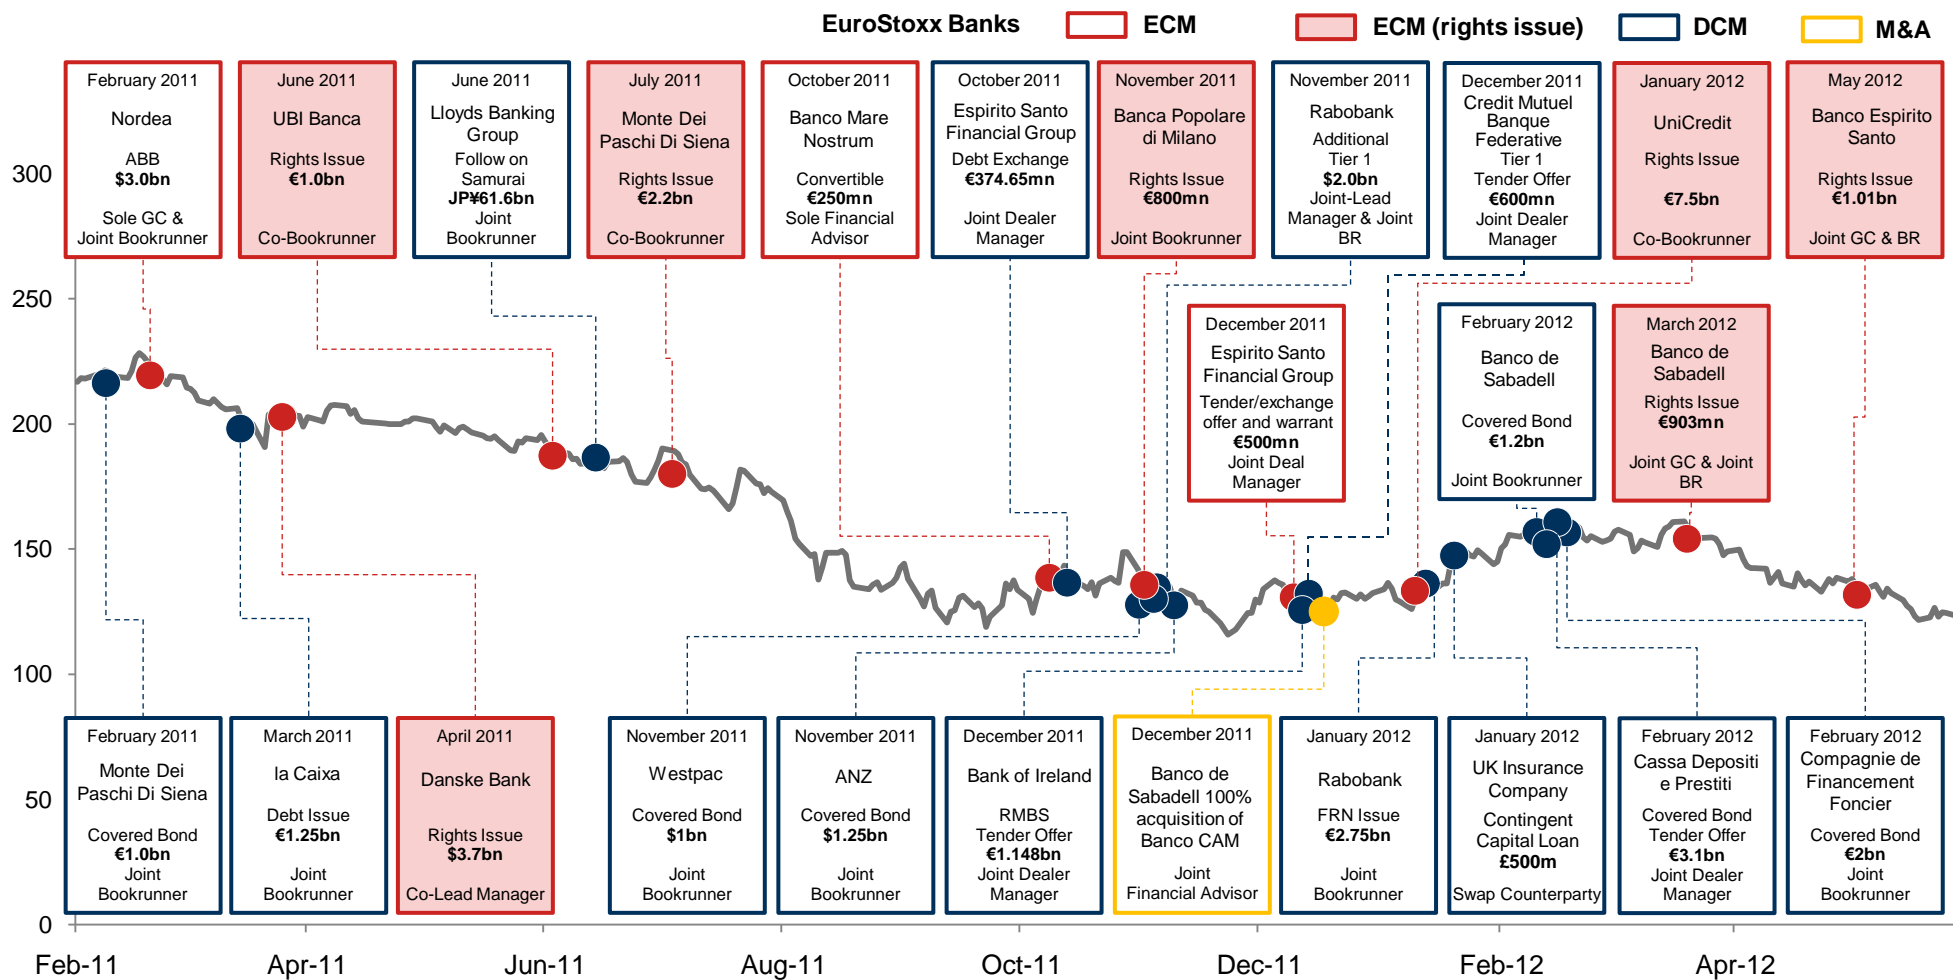 EuroStoxx Banks
ECM
ECM (rights issue)
DCM
M&A
February 2011
Nordea
ABB
$3.0bn
Sole GC &
Joint Bookrunner
June 2011
UBI Banca
Rights Issue
€1.0bn
Co-Bookrunner
June 2011
Lloyds Banking
Group
Follow on
Samurai
JP¥61.6bn
Joint
Bookrunner
July 2011
Monte Dei
Paschi Di Siena
Rights Issue
€2.2bn
Co-Bookrunner
October 2011
Banco Mare
Nostrum
Convertible
€250mn
Sole Financial
Advisor
October 2011
Espirito Santo
Financial Group
Debt Exchange
€374.65mn
Joint Dealer
Manager
November 2011
Banca Popolare
di Milano
Rights Issue
€800mn
Joint Bookrunner
November 2011
Rabobank
Additional
Tier 1
$2.0bn
Joint-Lead
Manager & Joint
BR
December 2011
Credit Mutuel
Banque
Federative
Tier 1
Tender Offer
€600mn
Joint Dealer
Manager
January 2012
UniCredit
Rights Issue
€7.5bn
Co-Bookrunner
May 2012
Banco Espirito
Santo
Rights Issue
€1.01bn
Joint GC & BR
December 2011
Espirito Santo
Financial Group
Tender/exchange
offer and warrant
€500mn
Joint Deal
Manager
February 2012
Banco de
Sabadell
Covered Bond
€1.2bn
Joint Bookrunner
March 2012
Banco de
Sabadell
Rights Issue
€903mn
Joint GC & Joint
BR
300
250
200
150
100
50
0
February 2011
Monte Dei
Paschi Di Siena
Covered Bond
€1.0bn
Joint
Bookrunner
March 2011
la Caixa
Debt Issue
€1.25bn
Joint
Bookrunner
April 2011
Danske Bank
Rights Issue
$3.7bn
Co-Lead Manager
November 2011
Westpac
Covered Bond
$1bn
Joint
Bookrunner
November 2011
ANZ
Covered Bond
$1.25bn
Joint
Bookrunner
December 2011
Bank of Ireland
RMBS
Tender Offer
€1.148bn
Joint Dealer
Manager
December 2011
Banco de
Sabadell 100%
acquisition of
Banco CAM
Joint
Financial Advisor
January 2012
Rabobank
FRN Issue
€2.75bn
Joint
Bookrunner
January 2012
UK Insurance
Company
Contingent
Capital Loan
£500m
Swap Counterparty
February 2012
Cassa Depositi
e Prestiti
Covered Bond
Tender Offer
€3.1bn
Joint Dealer
Manager
February 2012
Compagnie de
Financement
Foncier
Covered Bond
€2bn
Joint
Bookrunner
Feb-11
Apr-11
Jun-11
Aug-11
Oct-11
Dec-11
Feb-12
Apr-12